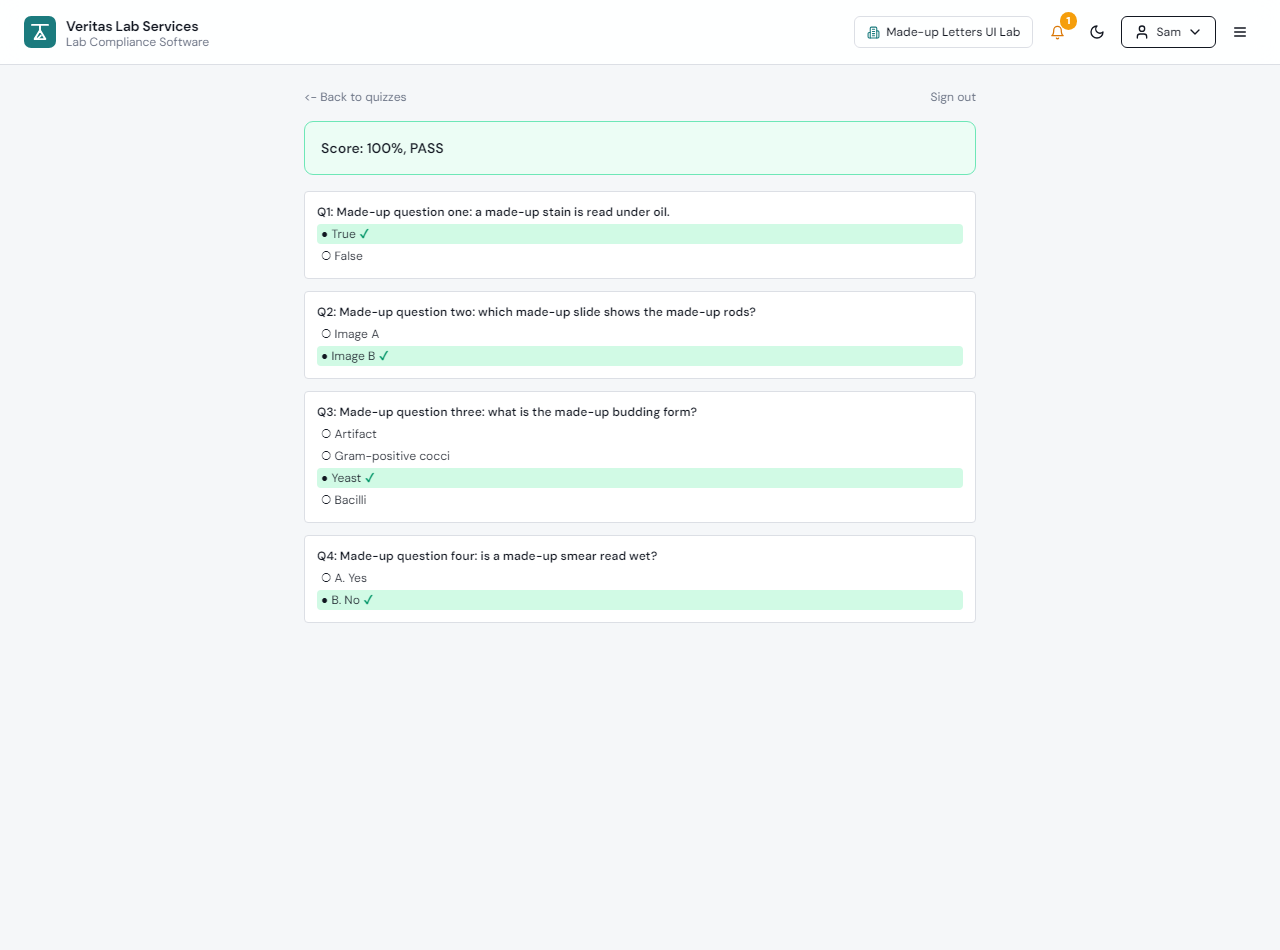 Veritas Lab Services
Lab Compliance Software
Made-up Letters UI Lab
1
Sam
<- Back to quizzes
Sign out
Score: 100%, PASS
Q1: Made-up question one: a made-up stain is read under oil.
● True ✓
○ False
Q2: Made-up question two: which made-up slide shows the made-up rods?
○ Image A
● Image B ✓
Q3: Made-up question three: what is the made-up budding form?
○ Artifact
○ Gram-positive cocci
● Yeast ✓
○ Bacilli
Q4: Made-up question four: is a made-up smear read wet?
○ A. Yes
● B. No ✓